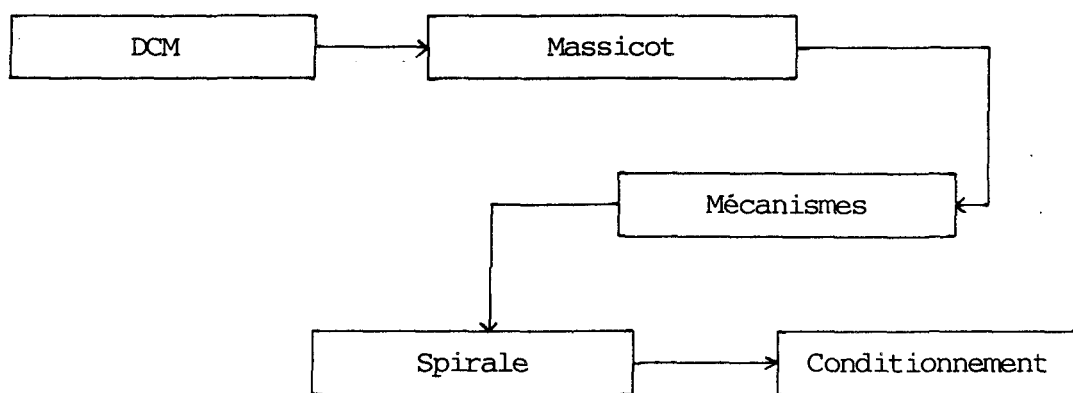 DCM
Massicot
Mécanismes
Spirale
Conditionnement